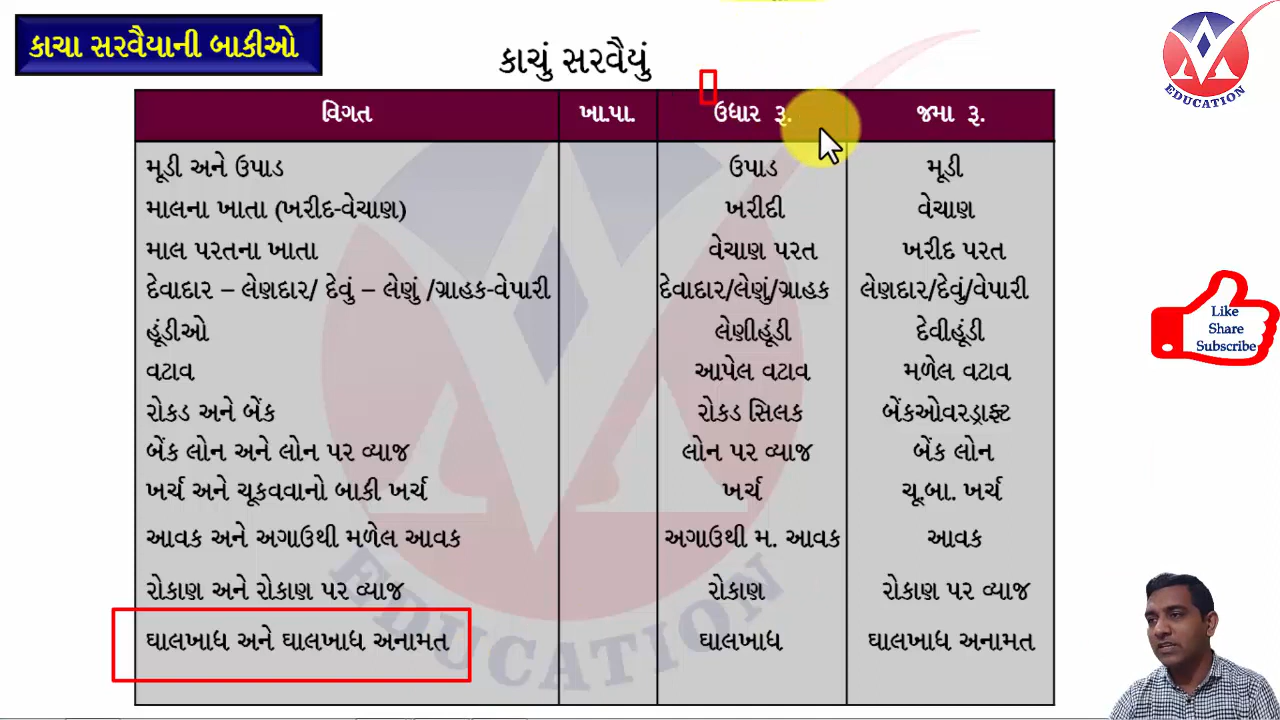 કાચા સરવૈયાની બાકીઓ
કાચું સરવૈયું
EDUCATION
વિગત ખા.પા. ઉધાર રૂ. જમા રૂ.
મૂડી અને ઉપાડ ઉપાડ મૂડી
માલના ખાતા (ખરીદ-વેચાણ) ખરીદી વેચાણ
માલ પરતના ખાતા વેચાણ પરત ખરીદ પરત
દેવાદાર – લેણદાર/ દેવું – લેણું /ગ્રાહક-વેપારી દેવાદાર/લેણું/ગ્રાહક લેણદાર/દેવું/વેપારી
હૂંડીઓ લેણીહૂંડી દેવીહૂંડી
વટાવ આપેલ વટાવ મળેલ વટાવ
રોકડ અને બેંક રોકડ સિલક બેંકઓવરડ્રાફ્ટ
બેંક લોન અને લોન પર વ્યાજ લોન પર વ્યાજ બેંક લોન
ખર્ચ અને ચૂકવવાનો બાકી ખર્ચ ખર્ચ ચૂ.બા. ખર્ચ
આવક અને અગાઉથી મળેલ આવક અગાઉથી મ. આવક આવક
રોકાણ અને રોકાણ પર વ્યાજ રોકાણ રોકાણ પર વ્યાજ
ઘાલખાધ અને ઘાલખાધ અનામત ઘાલખાધ ઘાલખાધ અનામત
EDUCATION
Like
Share
Subscribe